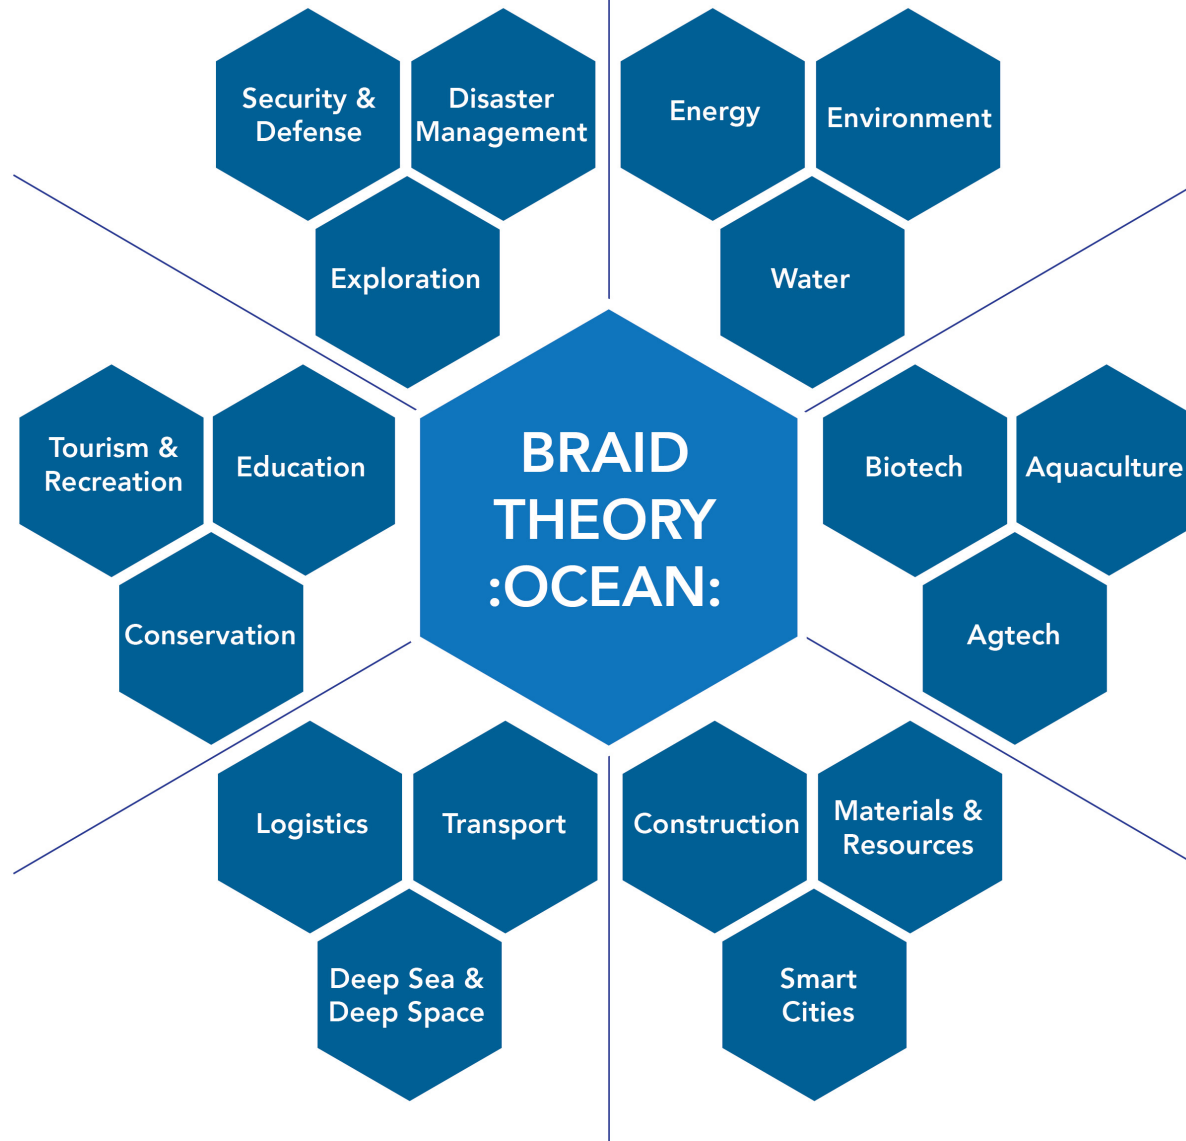 Security &
Defense
Disaster
Management
Exploration
Energy
Environment
Water
Tourism &
Recreation
Education
Conservation
BRAID
THEORY
:OCEAN:
Biotech
Aquaculture
Agtech
Logistics
Transport
Deep Sea &
Deep Space
Construction
Materials &
Resources
Smart
Cities